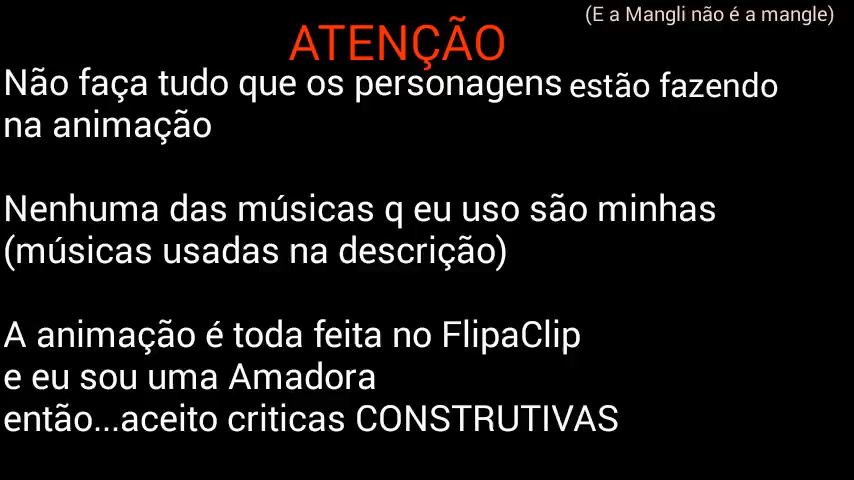 (E a Mangli não é a mangle)
ATENÇÃO
Não faça tudo que os personagens estão fazendo
na animação
Nenhuma das músicas q eu uso são minhas
(músicas usadas na descrição)
A animação é toda feita no FlipaClip
e eu sou uma Amadora
então...aceito criticas CONSTRUTIVAS